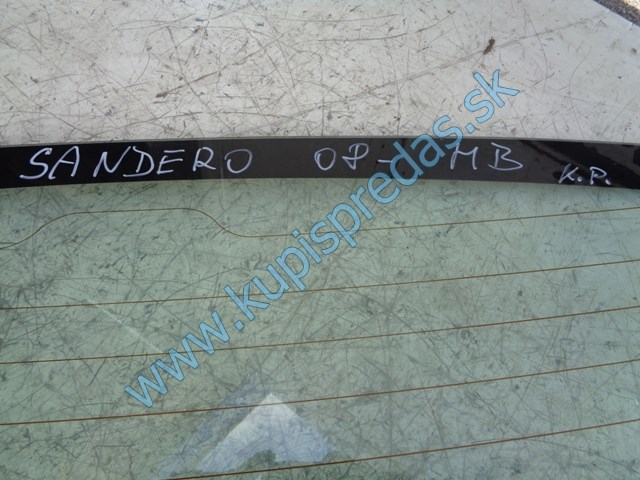 SANDERO 08- MB K.P.
www.kupispredas.sk